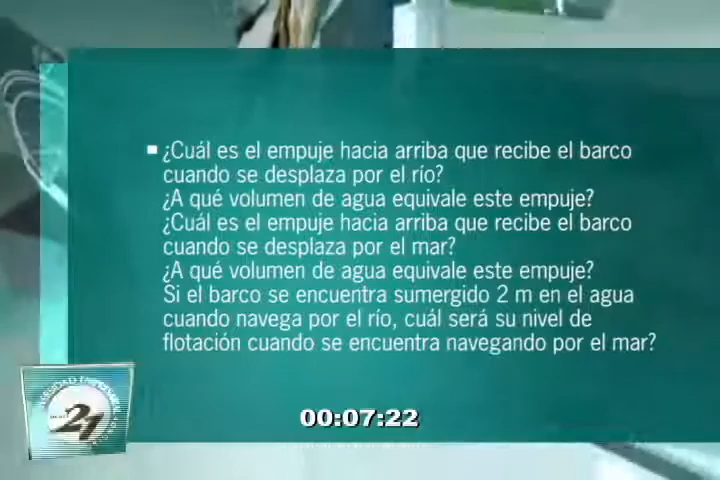 ¿Cuál es el empuje hacia arriba que recibe el barco
cuando se desplaza por el río?
¿A qué volumen de agua equivale este empuje?
¿Cuál es el empuje hacia arriba que recibe el barco
cuando se desplaza por el mar?
¿A qué volumen de agua equivale este empuje?
Si el barco se encuentra sumergido 2 m en el agua
cuando navega por el río, cuál será su nivel de
flotación cuando se encuentra navegando por el mar?
21
00:07:22